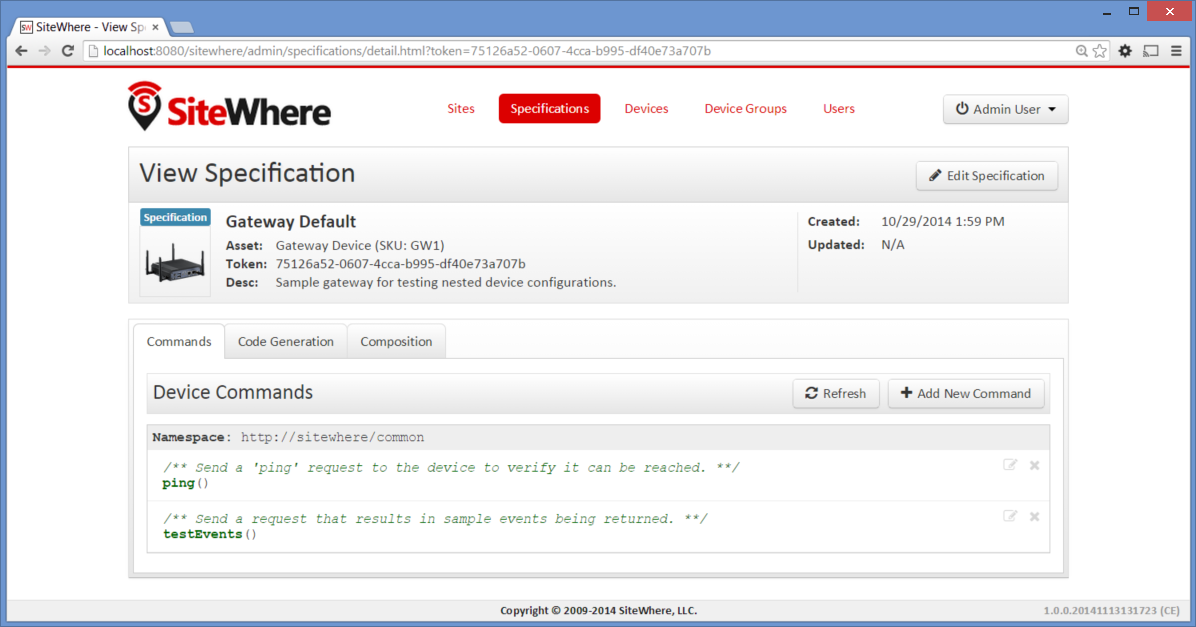 SW SiteWhere - View Sp
localhost:8080/sitewhere/admin/specifications/detail.html?token=75126a52-0607-4cca-b995-df40e73a707b
S SiteWhere
Sites Specifications Devices Device Groups Users Admin User
View Specification Edit Specification
Specification
Gateway Default
Asset: Gateway Device (SKU: GW1)
Token: 75126a52-0607-4cca-b995-df40e73a707b
Desc: Sample gateway for testing nested device configurations.
Created: 10/29/2014 1:59 PM
Updated: N/A
Commands Code Generation Composition
Device Commands Refresh Add New Command
Namespace: http://sitewhere/common
/** Send a 'ping' request to the device to verify it can be reached. **/
ping()
/** Send a request that results in sample events being returned. **/
testEvents()
Copyright © 2009-2014 SiteWhere, LLC. 1.0.0.20141113131723 (CE)